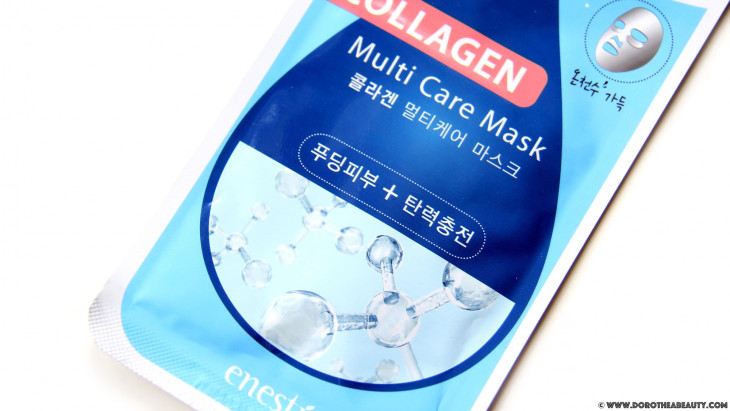 COLLAGEN
Multi Care Mask
콜라겐 멀티케어 마스크
푸딩피부 + 탄력충전
온천수 가득
© WWW.DOROTHEABEAUTY.COM